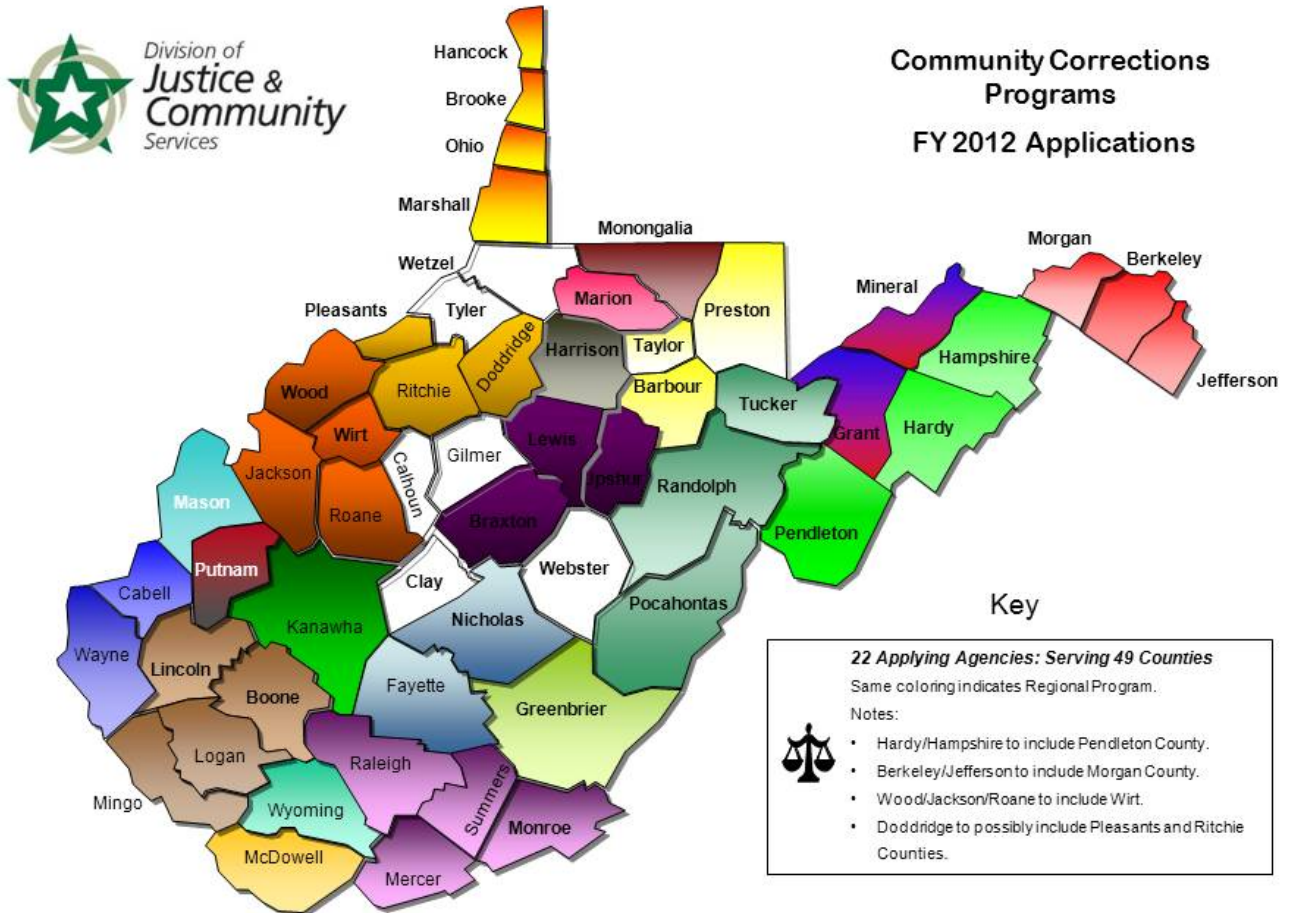 Division of
Justice &
Community
Services
Community Corrections
Programs
FY 2012 Applications
Hancock
Brooke
Ohio
Marshall
Monongalia
Morgan
Berkeley
Wetzel
Mineral
Pleasants
Tyler
Marion
Preston
Hampshire
Doddridge
Harrison
Taylor
Jefferson
Wood
Ritchie
Barbour
Tucker
Wirt
Lewis
Grant
Hardy
Jackson
Calhoun
Gilmer
Upshur
Randolph
Mason
Roane
Braxton
Pendleton
Putnam
Clay
Webster
Cabell
Kanawha
Nicholas
Pocahontas
Wayne
Lincoln
Boone
Fayette
Greenbrier
Logan
Raleigh
Mingo
Wyoming
Summers
Monroe
McDowell
Mercer
Key
22 Applying Agencies: Serving 49 Counties
Same coloring indicates Regional Program.
Notes:
• Hardy/Hampshire to include Pendleton County.
• Berkeley/Jefferson to include Morgan County.
• Wood/Jackson/Roane to include Wirt.
• Doddridge to possibly include Pleasants and Ritchie
Counties.